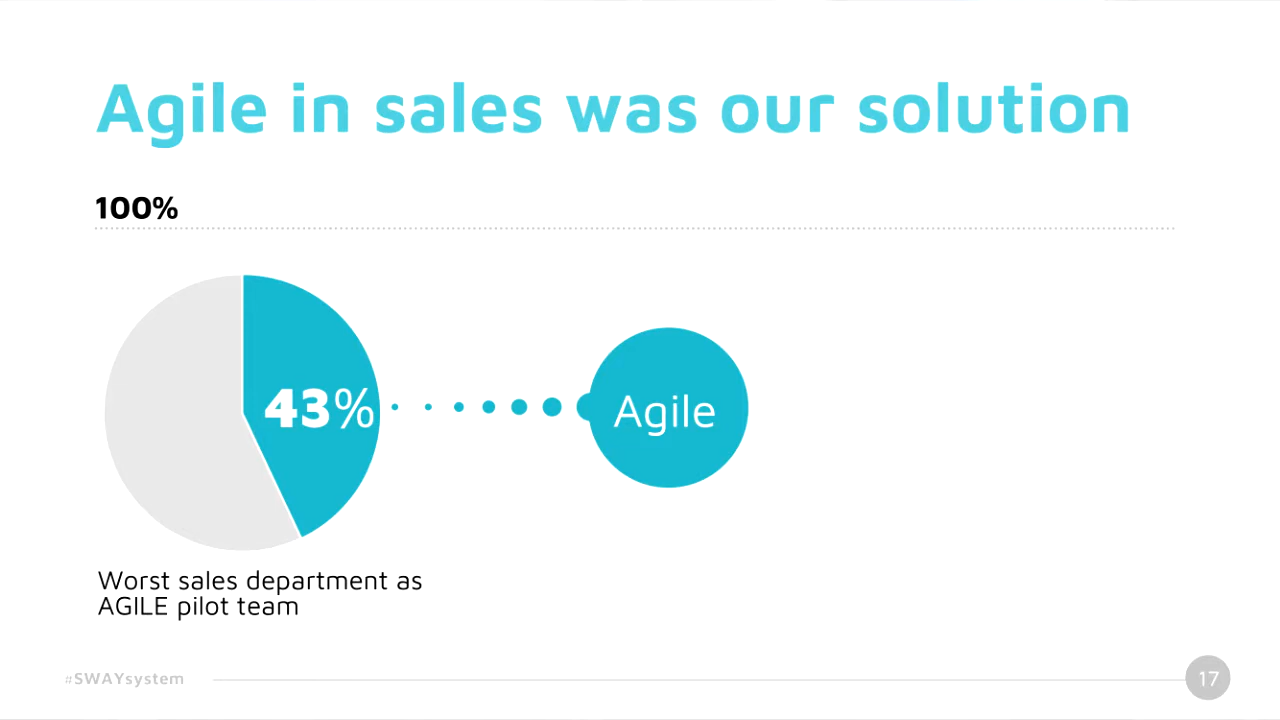 Agile in sales was our solution
100%
43%
Agile
Worst sales department as
AGILE pilot team
#SWAYsystem
17